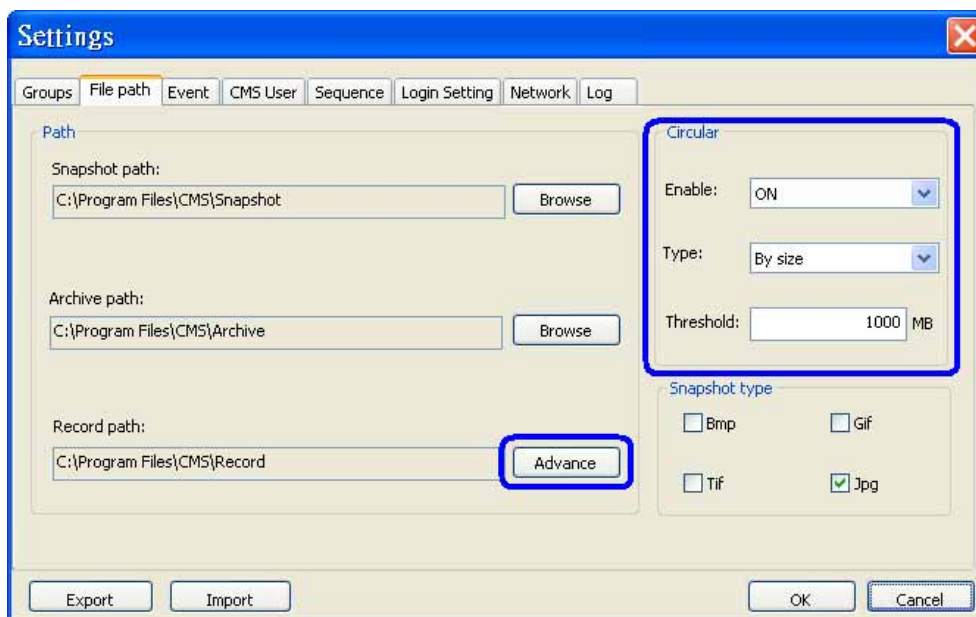 Settings
Groups File path Event CMS User Sequence Login Setting Network Log
Path
Snapshot path:
C:\Program Files\CMS\Snapshot
Browse
Archive path:
C:\Program Files\CMS\Archive
Browse
Record path:
C:\Program Files\CMS\Record
Advance
Circular
Enable: ON
Type: By size
Threshold: 1000 MB
Snapshot type
Bmp Gif
Tif Jpg
Export Import OK Cancel